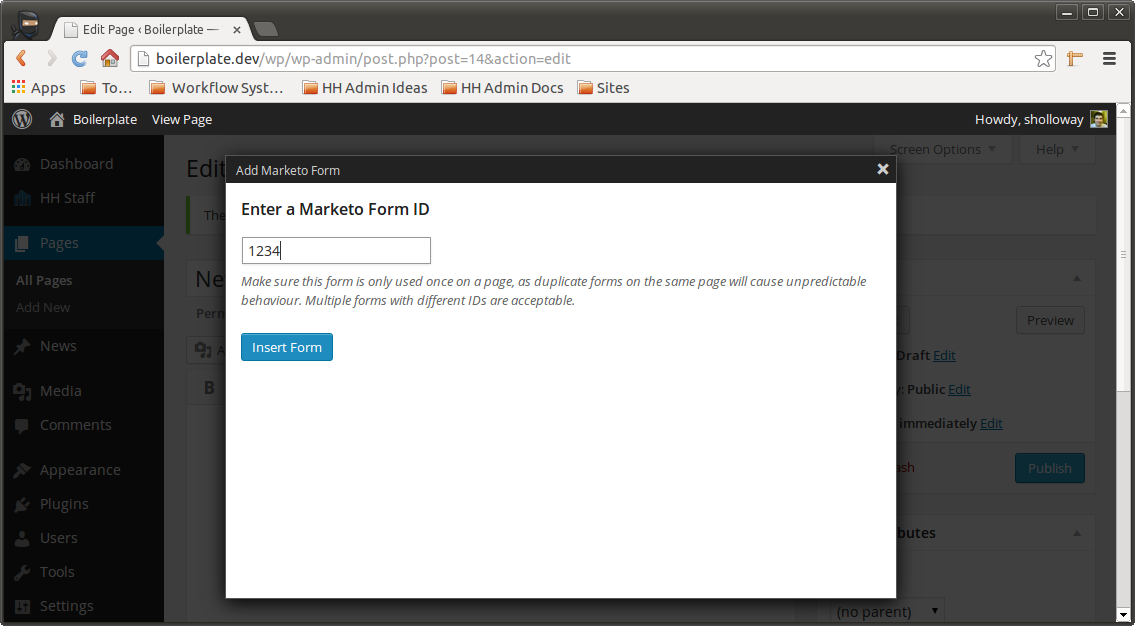 Edit Page ‹ Boilerplate —
boilerplate.dev/wp/wp-admin/post.php?post=14&action=edit
Apps To... Workflow Syst... HH Admin Ideas HH Admin Docs Sites
Boilerplate View Page Howdy, sholloway
Screen Options Help
Dashboard
Edit
Add Marketo Form
HH Staff
Enter a Marketo Form ID
The
Pages
1234
All Pages
Ne
Make sure this form is only used once on a page, as duplicate forms on the same page will cause unpredictable
behaviour. Multiple forms with different IDs are acceptable.
Add New
Perm
Preview
News
A
Insert Form
Draft Edit
Media
B
y: Public Edit
Comments
immediately Edit
Appearance
ash
Publish
Plugins
Users
butes
Tools
Settings
(no parent)